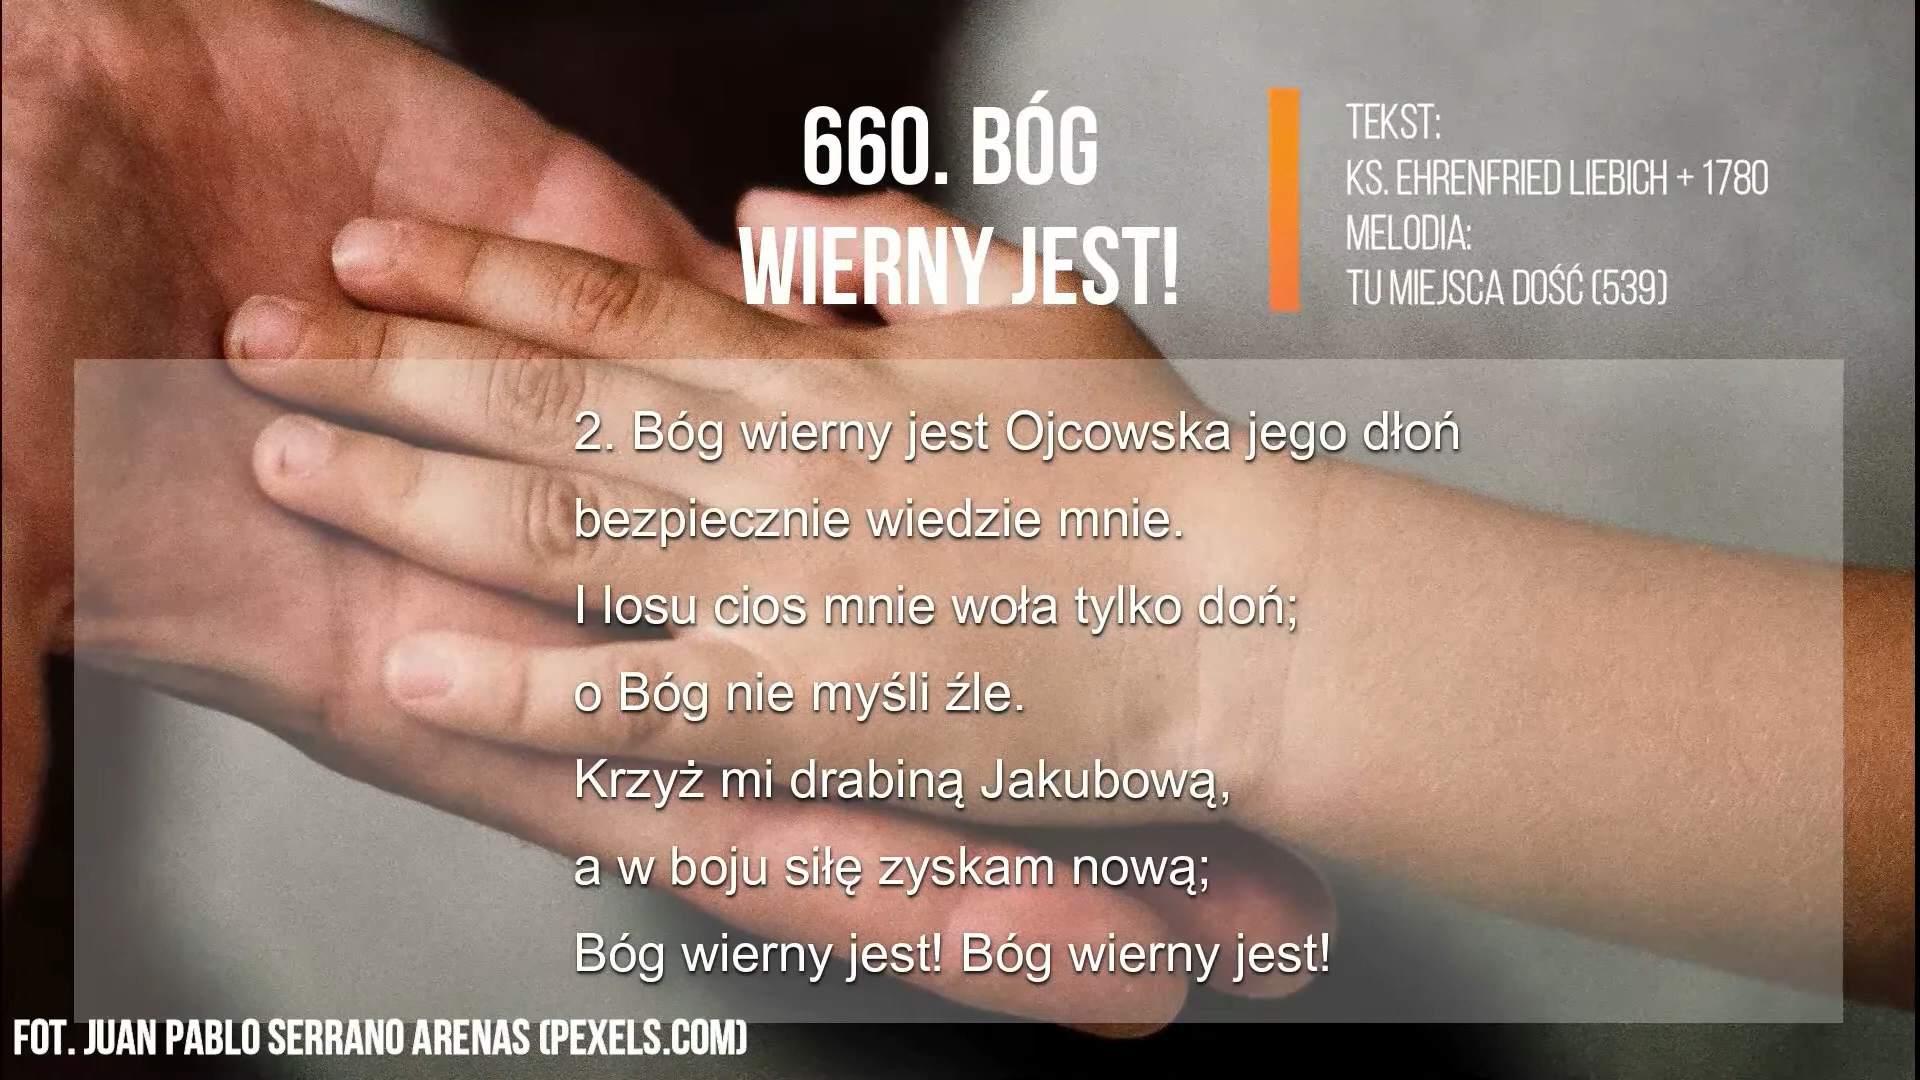 660. BÓG
WIERNY JEST!
TEKST:
KS. EHRENFRIED LIEBICH + 1780
MELODIA:
TU MIEJSCA DOŚĆ (539)
2. Bóg wierny jest Ojcowska jego dłoń
bezpiecznie wiedzie mnie.
I losu cios mnie woła tylko doń;
o Bóg nie myśli źle.
Krzyż mi drabiną Jakubową,
a w boju siłę zyskam nową;
Bóg wierny jest! Bóg wierny jest!
FOT. JUAN PABLO SERRANO ARENAS (PEXELS.COM)